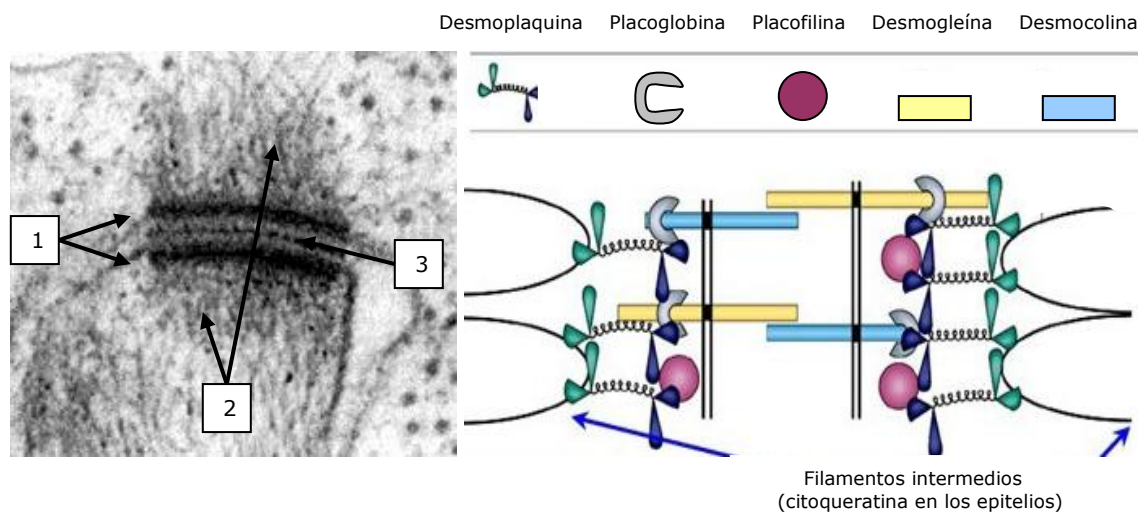 Desmoplaquina Placoglobina Placofilina Desmogleína Desmocolina
1
3
2
Filamentos intermedios
(citoqueratina en los epitelios)